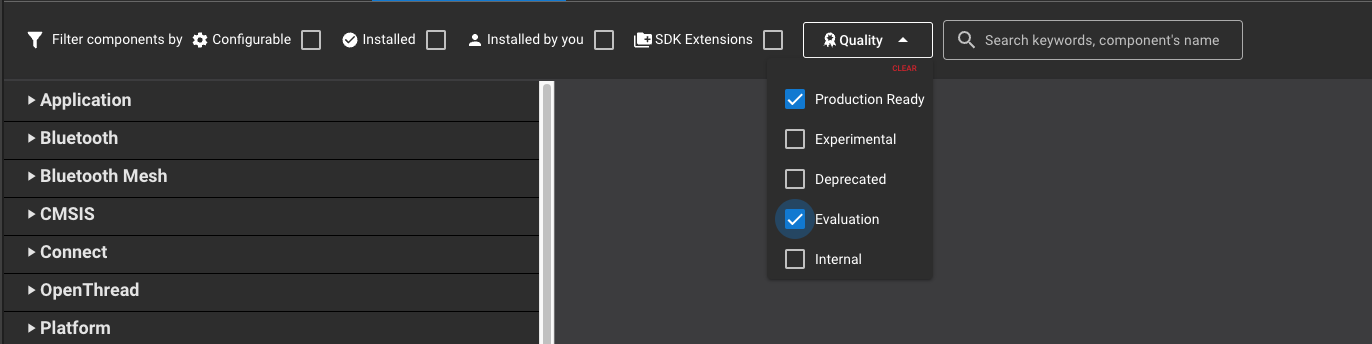 Filter components by Configurable Installed Installed by you SDK Extensions Quality Search keywords, component's name
CLEAR
Production Ready
Experimental
Deprecated
Evaluation
Internal
Application
Bluetooth
Bluetooth Mesh
CMSIS
Connect
OpenThread
Platform